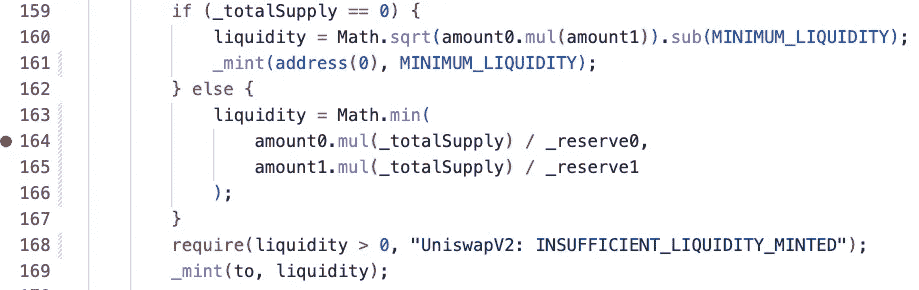 159 if (_totalSupply == 0) {
160 liquidity = Math.sqrt(amount0.mul(amount1)).sub(MINIMUM_LIQUIDITY);
161 _mint(address(0), MINIMUM_LIQUIDITY);
162 } else {
163 liquidity = Math.min(
164 amount0.mul(_totalSupply) / _reserve0,
165 amount1.mul(_totalSupply) / _reserve1
166 );
167 }
168 require(liquidity > 0, "UniswapV2: INSUFFICIENT_LIQUIDITY_MINTED");
169 _mint(to, liquidity);